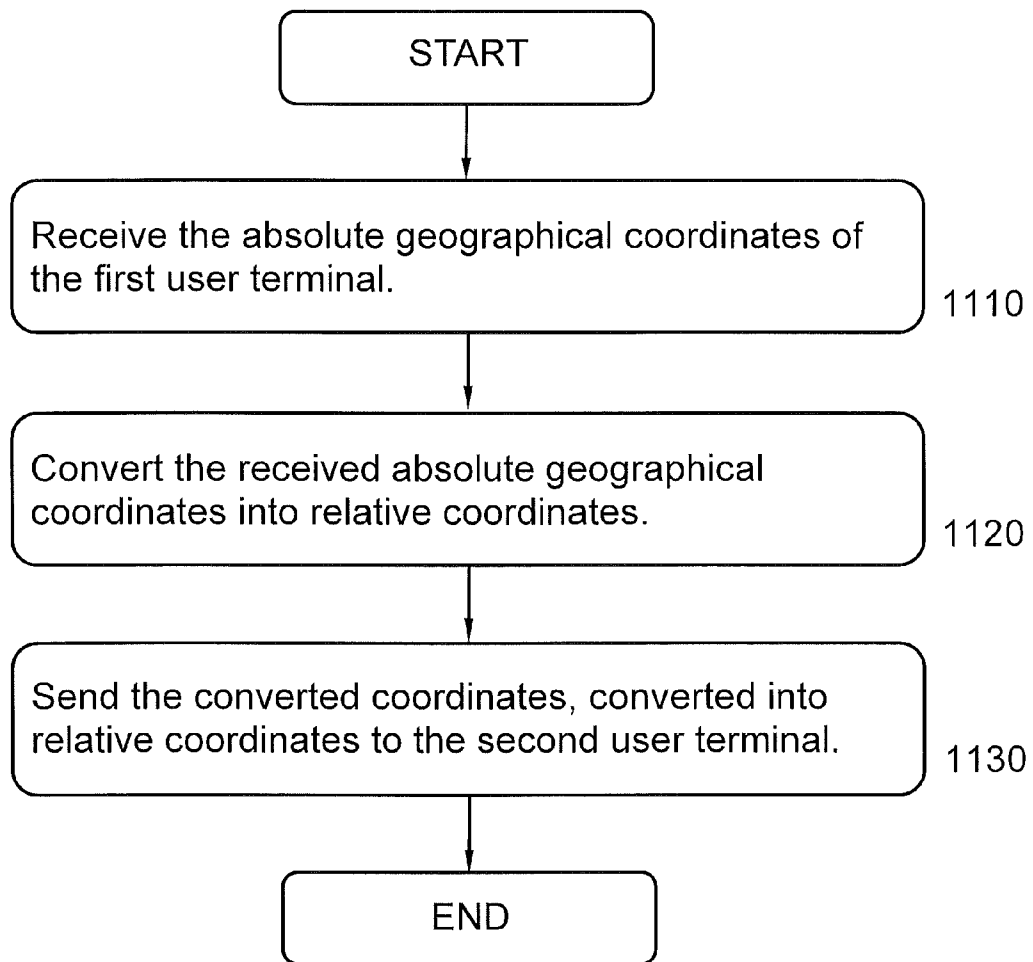 START
Receive the absolute geographical coordinates of
the first user terminal.
1110
Convert the received absolute geographical
coordinates into relative coordinates.
1120
Send the converted coordinates, converted into
relative coordinates to the second user terminal.
1130
END